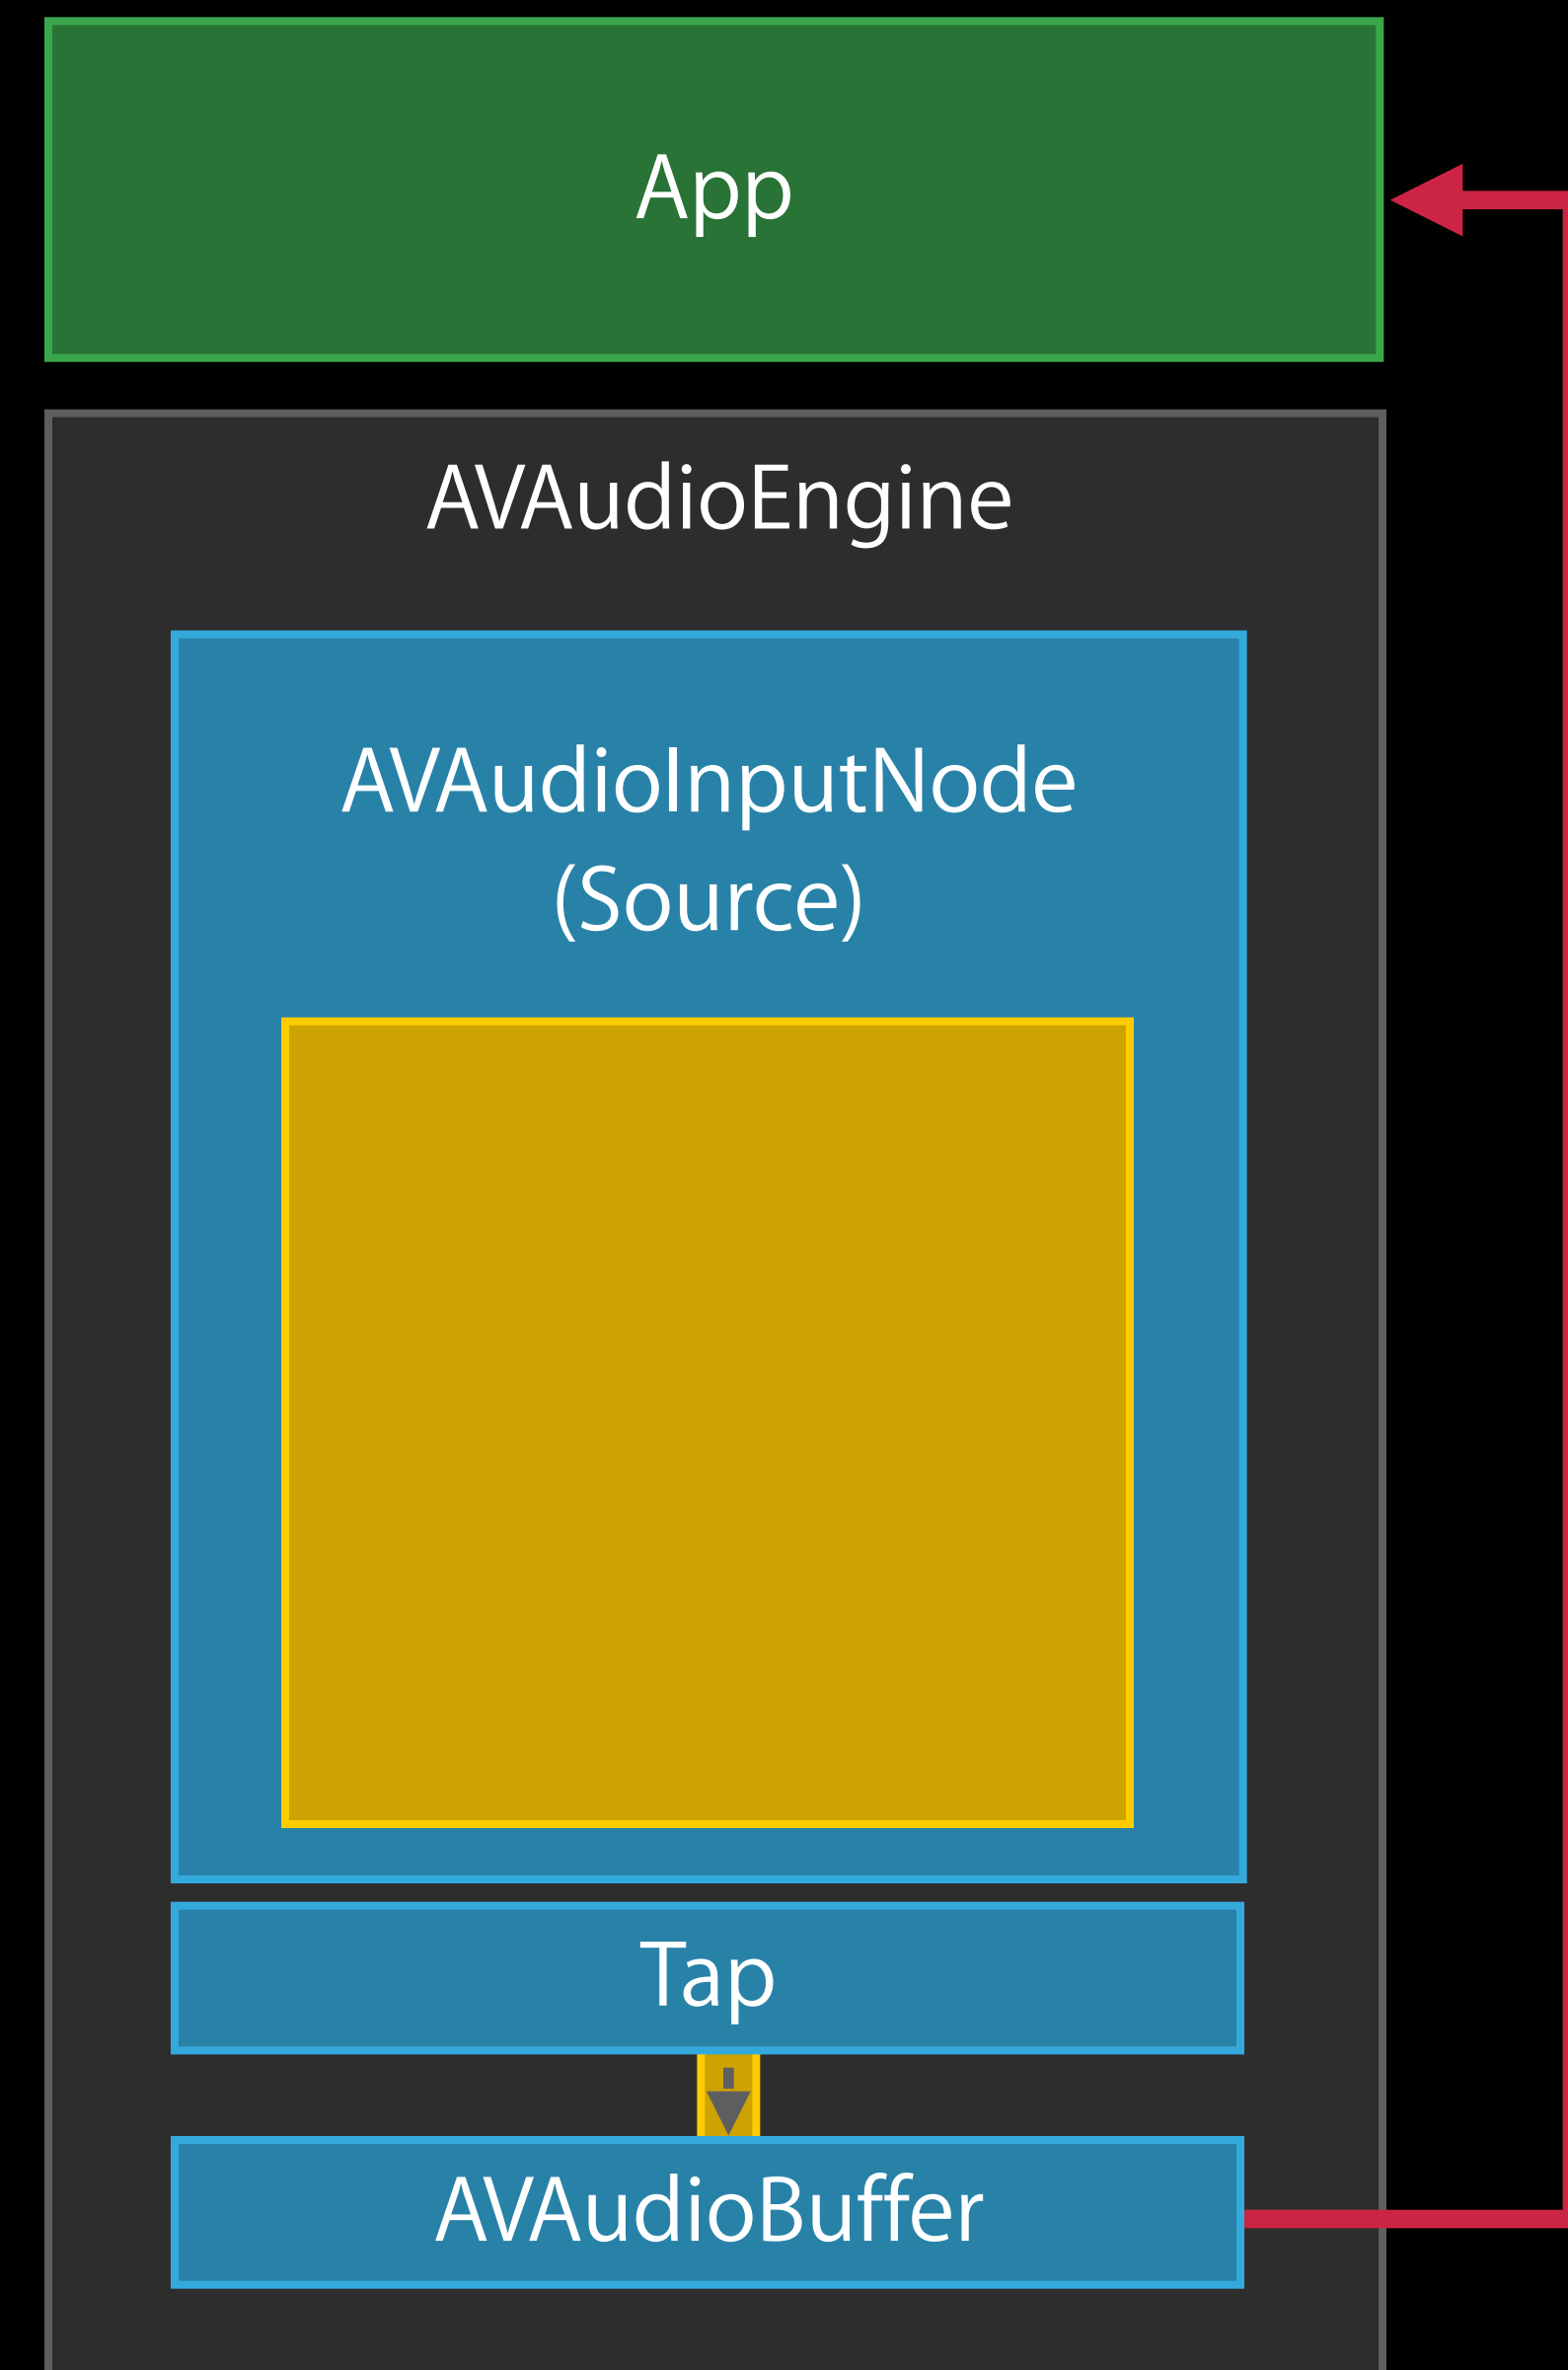 App
AVAudioEngine
AVAudioInputNode
(Source)
Tap
AVAudioBuffer